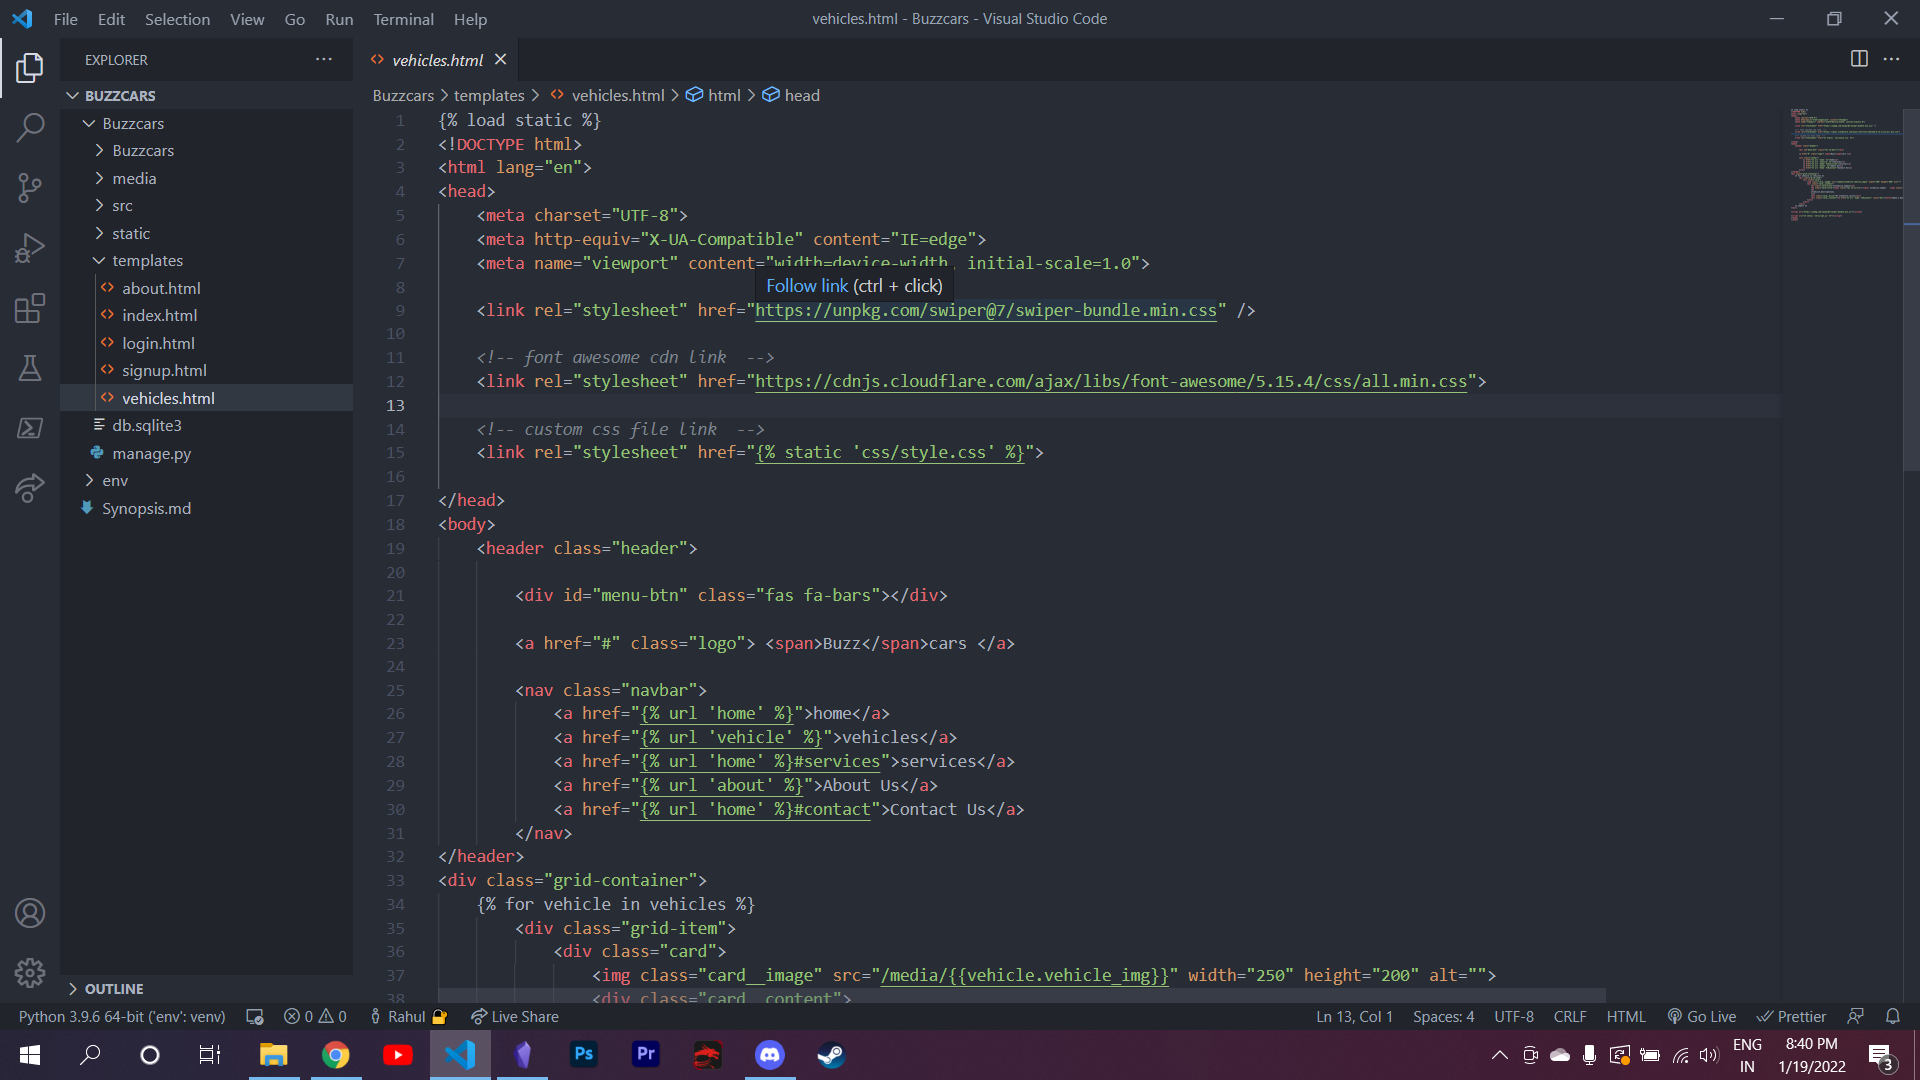 File Edit Selection View Go Run Terminal Help
vehicles.html - Buzzcars - Visual Studio Code
EXPLORER
BUZZCARS
Buzzcars
Buzzcars
media
src
static
templates
about.html
index.html
login.html
signup.html
vehicles.html
db.sqlite3
manage.py
env
Synopsis.md
OUTLINE
vehicles.html
Buzzcars > templates > vehicles.html > html > head
1 {% load static %}
2 <!DOCTYPE html>
3 <html lang="en">
4 <head>
5 <meta charset="UTF-8">
6 <meta http-equiv="X-UA-Compatible" content="IE=edge">
7 <meta name="viewport" content="width=device-width, initial-scale=1.0">
8
Follow link (ctrl + click)
9 <link rel="stylesheet" href="https://unpkg.com/swiper@7/swiper-bundle.min.css" />
10
11 <!-- font awesome cdn link  -->
12 <link rel="stylesheet" href="https://cdnjs.cloudflare.com/ajax/libs/font-awesome/5.15.4/css/all.min.css">
13
14 <!-- custom css file link  -->
15 <link rel="stylesheet" href="{% static 'css/style.css' %}">
16
17 </head>
18 <body>
19 <header class="header">
20
21 <div id="menu-btn" class="fas fa-bars"></div>
22
23 <a href="#" class="logo"> <span>Buzz</span>cars </a>
24
25 <nav class="navbar">
26 <a href="{% url 'home' %}">home</a>
27 <a href="{% url 'vehicle' %}">vehicles</a>
28 <a href="{% url 'home' %}#services">services</a>
29 <a href="{% url 'about' %}">About Us</a>
30 <a href="{% url 'home' %}#contact">Contact Us</a>
31 </nav>
32 </header>
33 <div class="grid-container">
34 {% for vehicle in vehicles %}
35 <div class="grid-item">
36 <div class="card">
37 <img class="card__image" src="/media/{{vehicle.vehicle_img}}" width="250" height="200" alt="">
38 <div class="card__content">
Python 3.9.6 64-bit ('env': venv) 0 0 Rahul Live Share
Ln 13, Col 1 Spaces: 4 UTF-8 CRLF HTML Go Live Prettier
Ps Pr
ENG
IN
8:40 PM
1/19/2022
3